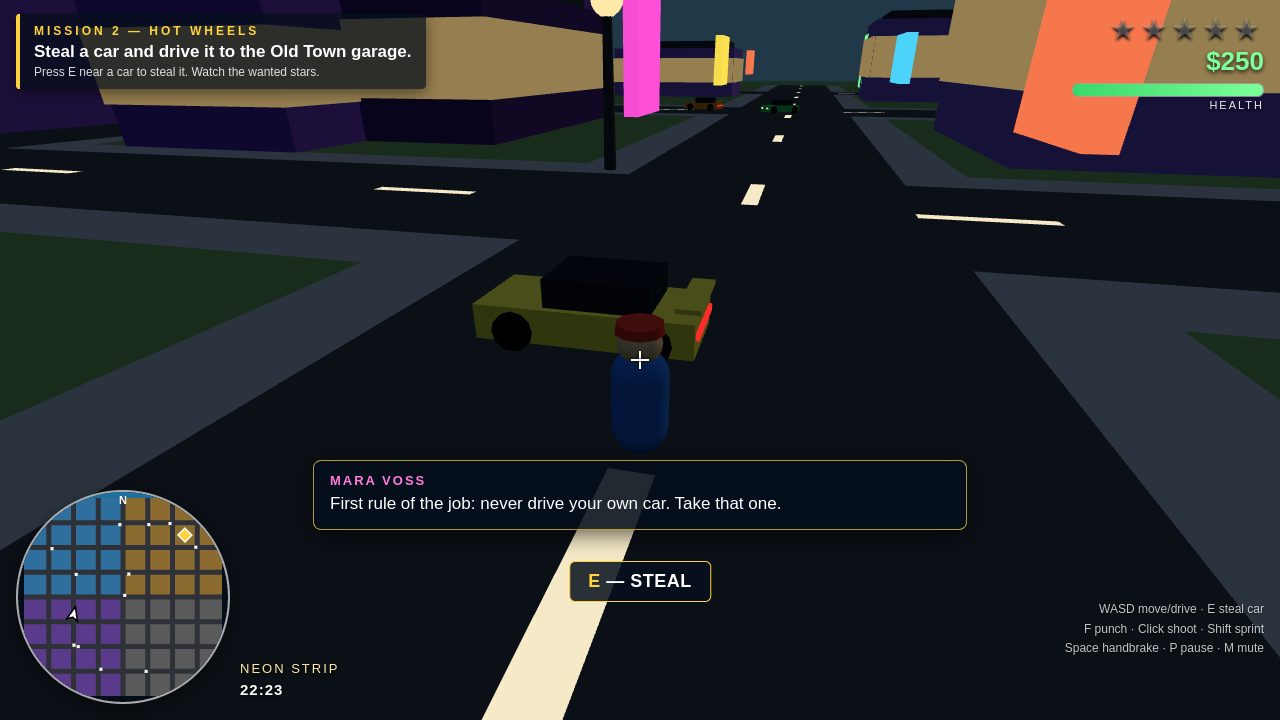 MISSION 2 — HOT WHEELS
Steal a car and drive it to the Old Town garage.
Press E near a car to steal it. Watch the wanted stars.
$250
HEALTH
MARA VOSS
First rule of the job: never drive your own car. Take that one.
E — STEAL
N
NEON STRIP
22:23
WASD move/drive · E steal car
F punch · Click shoot · Shift sprint
Space handbrake · P pause · M mute